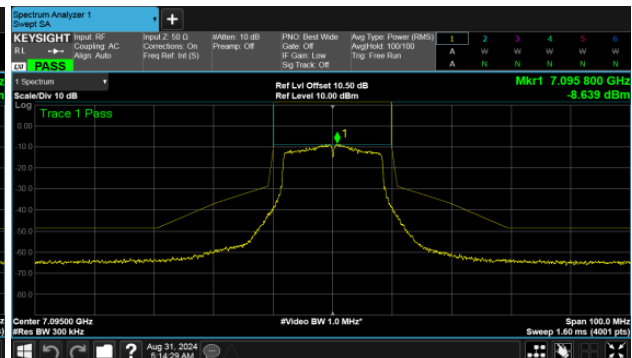 Spectrum Analyzer 1
Swept SA
+
KEYSIGHT Input: RF Input Z: 50 Ω #Atten: 10 dB PNO: Best Wide Avg Type: Power (RMS) 1 2 3 4 5 6
RL Coupling: AC Corrections: On Preamp: Off Gate: Off Avg|Hold: 100/100 A W W W W W
Align: Auto Freq Ref: Int (S) IF Gain: Low Trig: Free Run
LXI PASS Sig Track: Off A N N N N N
1 Spectrum Ref Lvl Offset 10.50 dB Mkr1 7.095 800 GHz
Scale/Div 10 dB Ref Level 10.00 dBm -8.639 dBm
Log
Trace 1 Pass
0.00
1
-10.0
-20.0
-30.0
-40.0
-50.0
-60.0
-70.0
-80.0
Center 7.09500 GHz #Video BW 1.0 MHz* Span 100.0 MHz
#Res BW 300 kHz Sweep 1.60 ms (4001 pts)
? Aug 31, 2024
5:14:29 AM